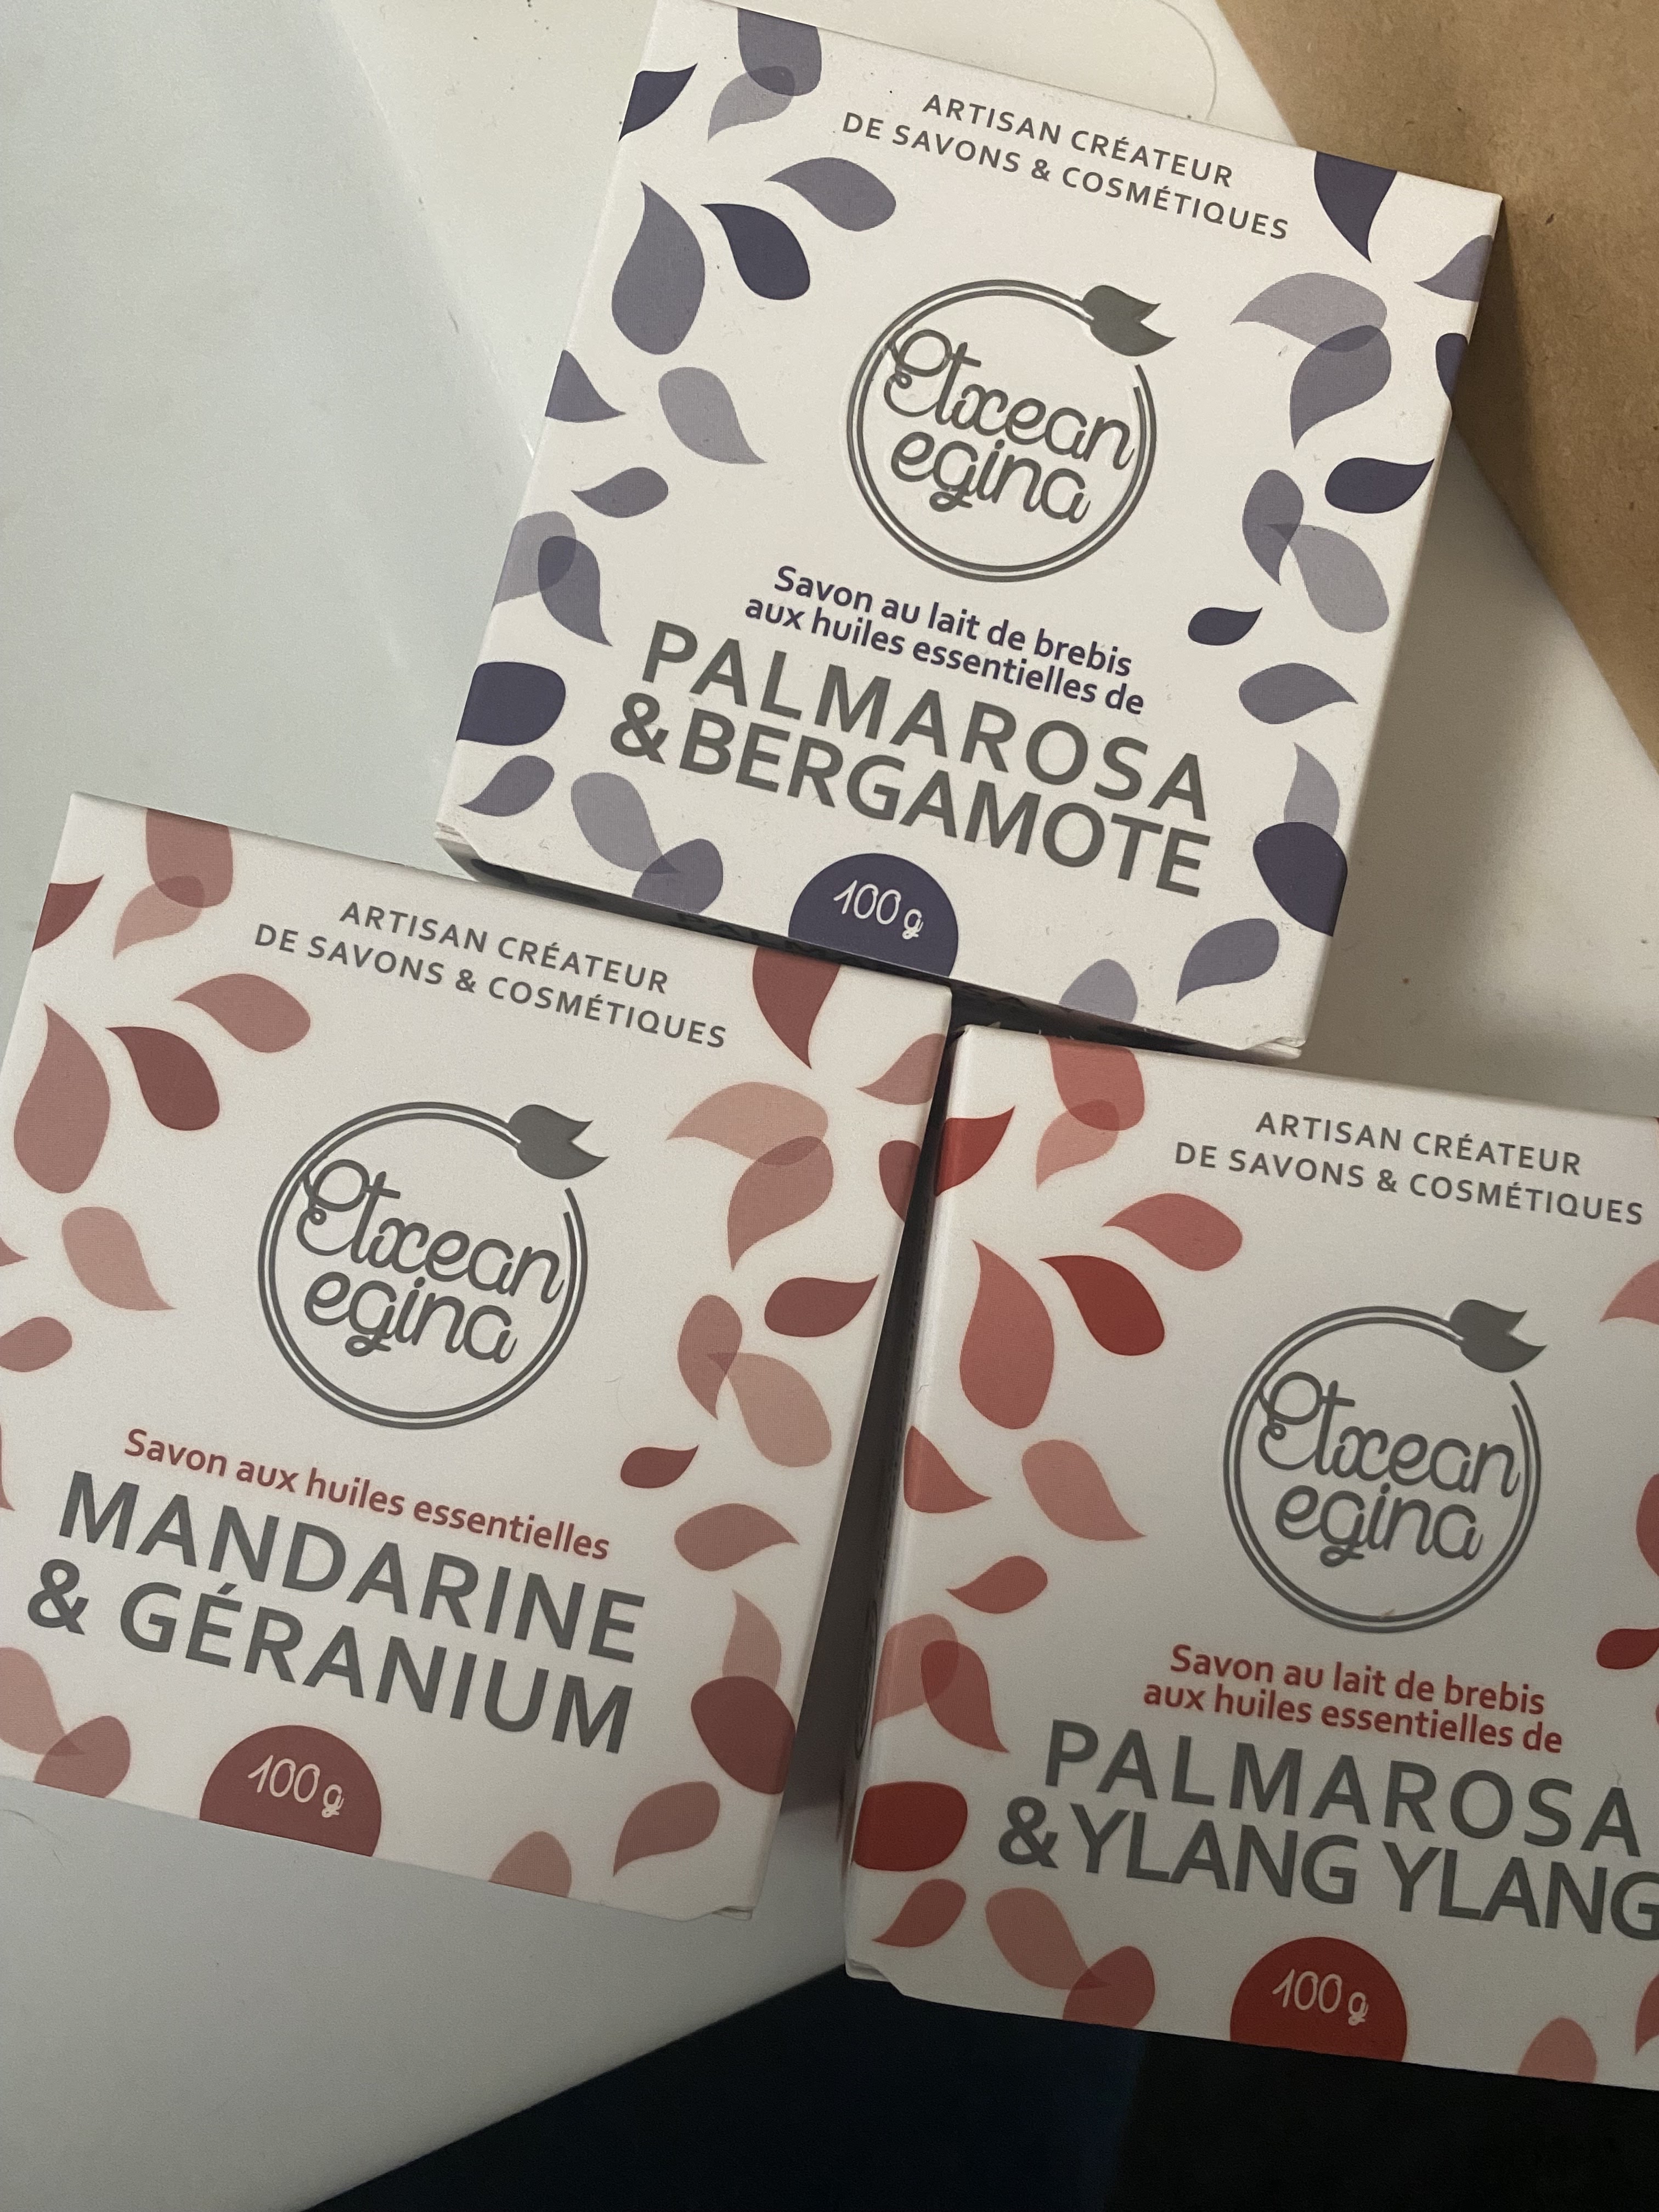 ARTISAN CRÉATEUR
DE SAVONS & COSMÉTIQUES
Etxean
egina
Savon au lait de brebis
aux huiles essentielles de
PALMAROSA
& BERGAMOTE
100 g
ARTISAN CRÉATEUR
DE SAVONS & COSMÉTIQUES
Etxean
egina
Savon aux huiles essentielles
MANDARINE
& GÉRANIUM
100 g
ARTISAN CRÉATEUR
DE SAVONS & COSMÉTIQUES
Etxean
egina
Savon au lait de brebis
aux huiles essentielles de
PALMAROSA
& YLANG YLANG
100 g